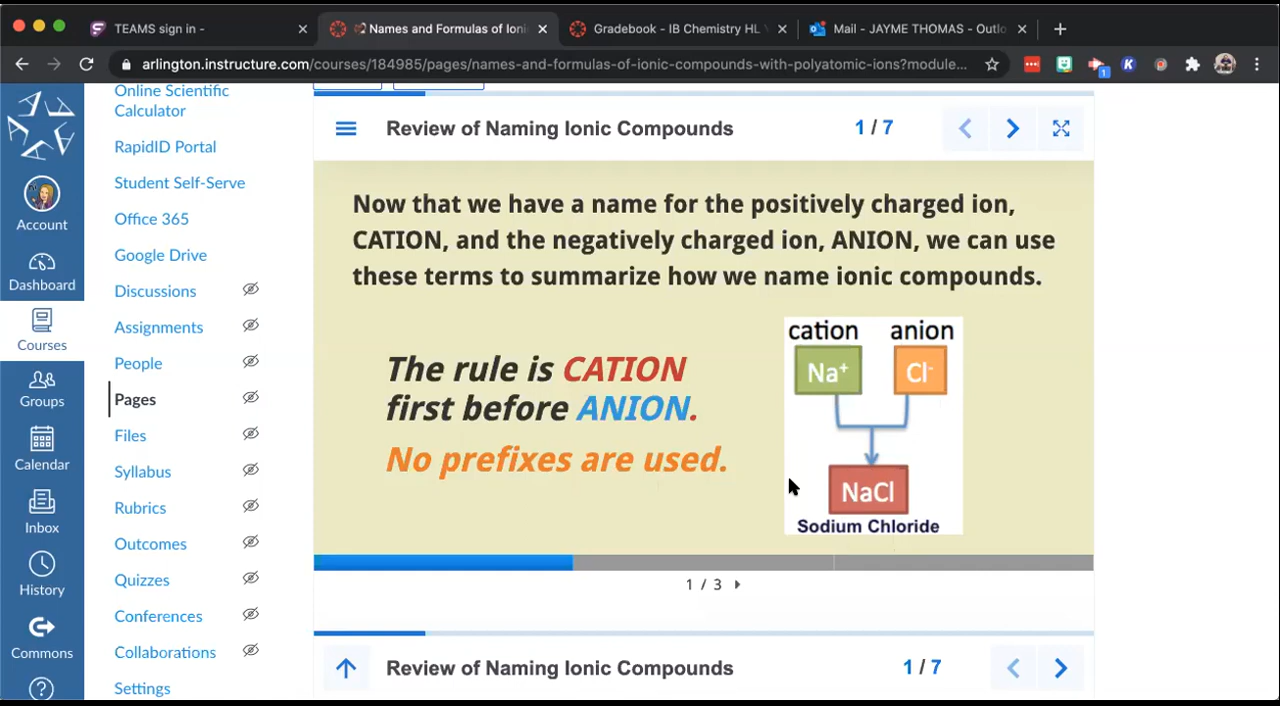 TEAMS sign in -
Names and Formulas of Ioni
Gradebook - IB Chemistry HL
Mail - JAYME THOMAS - Outlo
arlington.instructure.com/courses/184985/pages/names-and-formulas-of-ionic-compounds-with-polyatomic-ions?module...
1
Online Scientific
Calculator
RapidID Portal
Student Self-Serve
Office 365
Google Drive
Discussions
Assignments
People
Pages
Files
Syllabus
Rubrics
Outcomes
Quizzes
Conferences
Collaborations
Settings
Account
Dashboard
Courses
Groups
Calendar
Inbox
History
Commons
Review of Naming Ionic Compounds
1 / 7
Now that we have a name for the positively charged ion,
CATION, and the negatively charged ion, ANION, we can use
these terms to summarize how we name ionic compounds.
The rule is CATION
first before ANION.
No prefixes are used.
cation anion
Na⁺ Cl⁻
NaCl
Sodium Chloride
1 / 3
Review of Naming Ionic Compounds
1 / 7